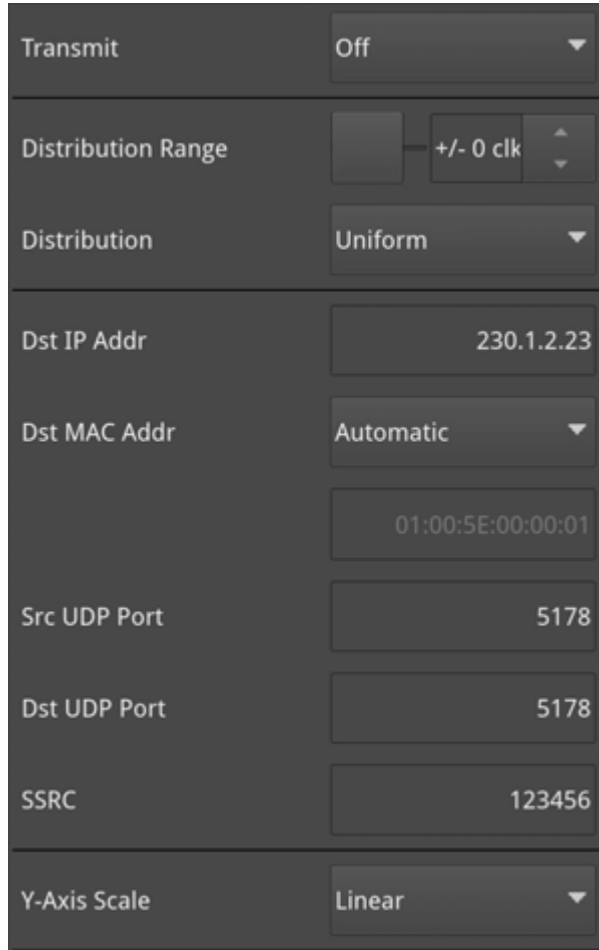 Transmit Off
Distribution Range +/- 0 clk
Distribution Uniform
Dst IP Addr 230.1.2.23
Dst MAC Addr Automatic
01:00:5E:00:00:01
Src UDP Port 5178
Dst UDP Port 5178
SSRC 123456
Y-Axis Scale Linear